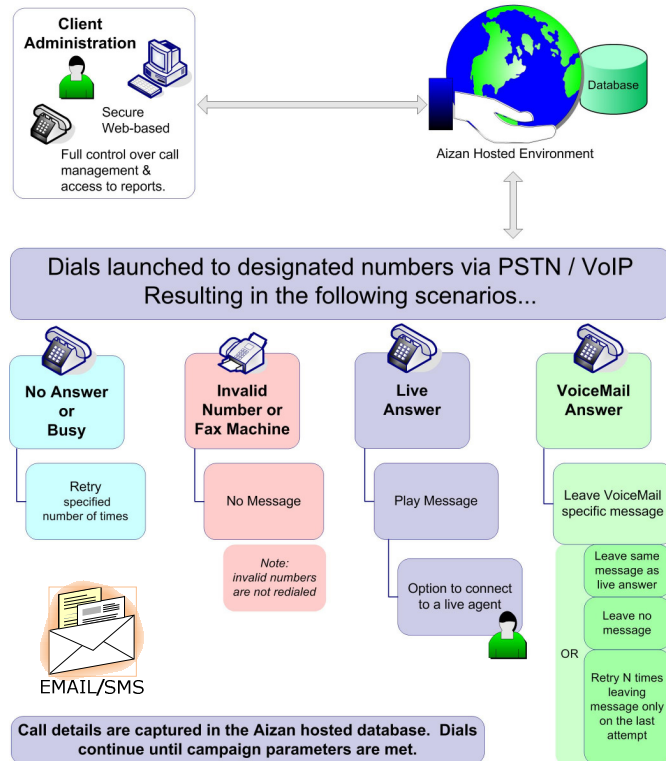 Client
Administration
Secure
Web-based
Full control over call
management &
access to reports.
Database
Aizan Hosted Environment
Dials launched to designated numbers via PSTN / VoIP
Resulting in the following scenarios...
No Answer
or
Busy
Retry
specified
number of times
Invalid
Number or
Fax Machine
No Message
Note:
invalid numbers
are not redialed
Live
Answer
Play Message
Option to connect
to a live agent
VoiceMail
Answer
Leave VoiceMail
specific message
OR
Leave same
message as
live answer
Leave no
message
Retry N times
leaving
message only
on the last
attempt
EMAIL/SMS
Call details are captured in the Aizan hosted database.  Dials
continue until campaign parameters are met.